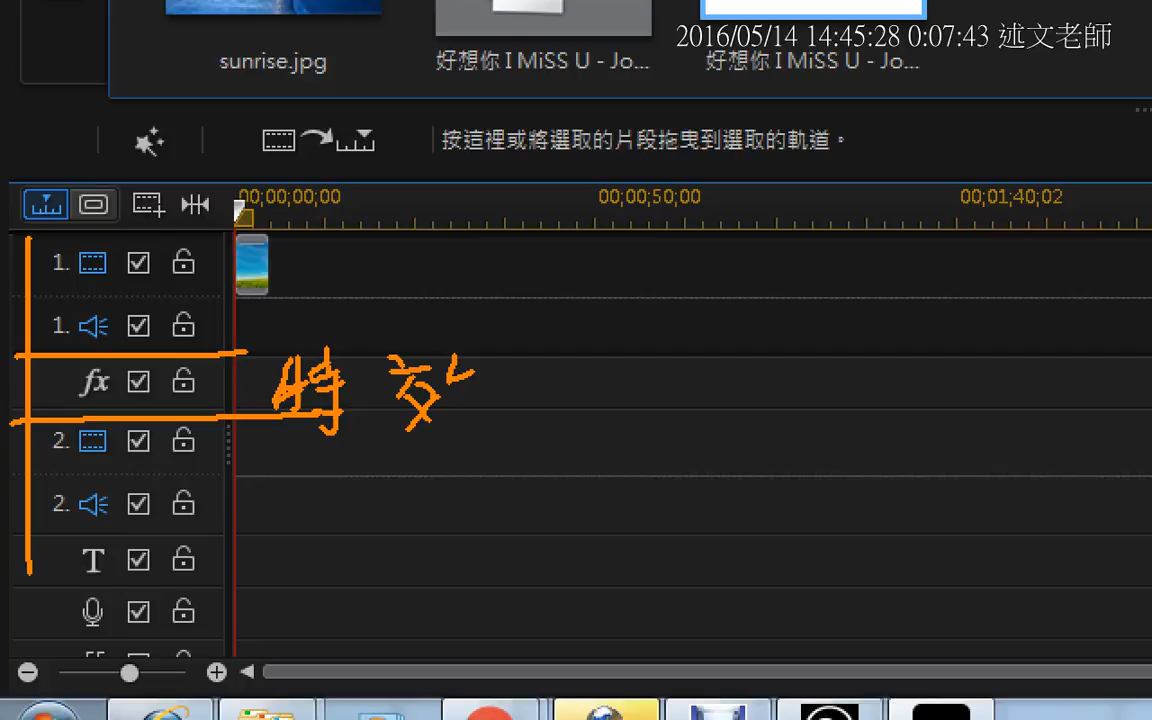 2016/05/14 14:45:28 0:07:43 述文老師
sunrise.jpg
好想你 I MiSS U - Jo...
好想你 I MiSS U - Jo...
按這裡或將選取的片段拖曳到選取的軌道。
00;00;00;00
00;00;50;00
00;01;40;02
1.
1.
fx
特
2.
2.
T